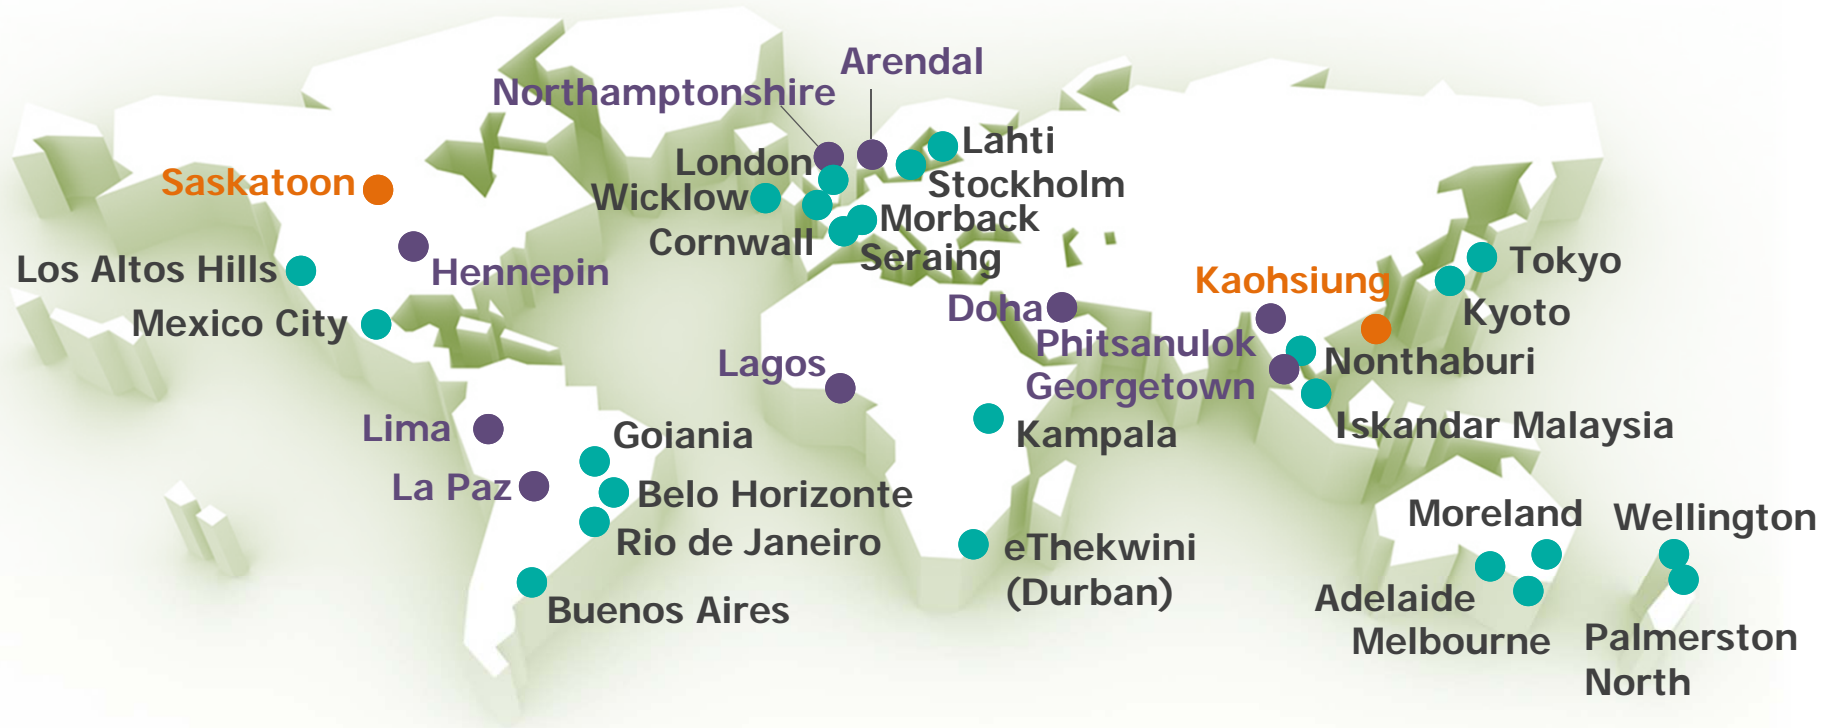 Arendal
Northamptonshire
Lahti
London
Stockholm
Saskatoon
Wicklow
Morback
Cornwall
Seraing
Los Altos Hills
Hennepin
Mexico City
Tokyo
Kaohsiung
Kyoto
Doha
Phitsanulok
Nonthaburi
Lagos
Georgetown
Iskandar Malaysia
Lima
Goiania
Kampala
La Paz
Belo Horizonte
Rio de Janeiro
Moreland
Wellington
eThekwini
(Durban)
Buenos Aires
Adelaide
Melbourne
Palmerston
North